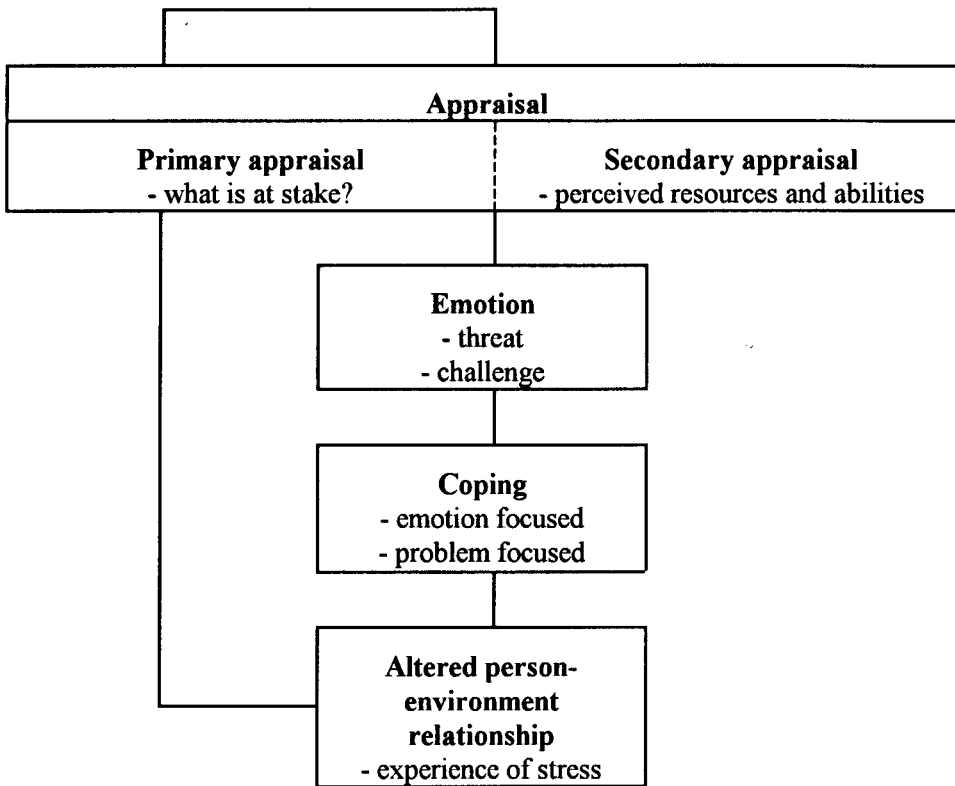 Appraisal
Primary appraisal
- what is at stake?
Secondary appraisal
- perceived resources and abilities
Emotion
- threat
- challenge
Coping
- emotion focused
- problem focused
Altered person-
environment
relationship
- experience of stress